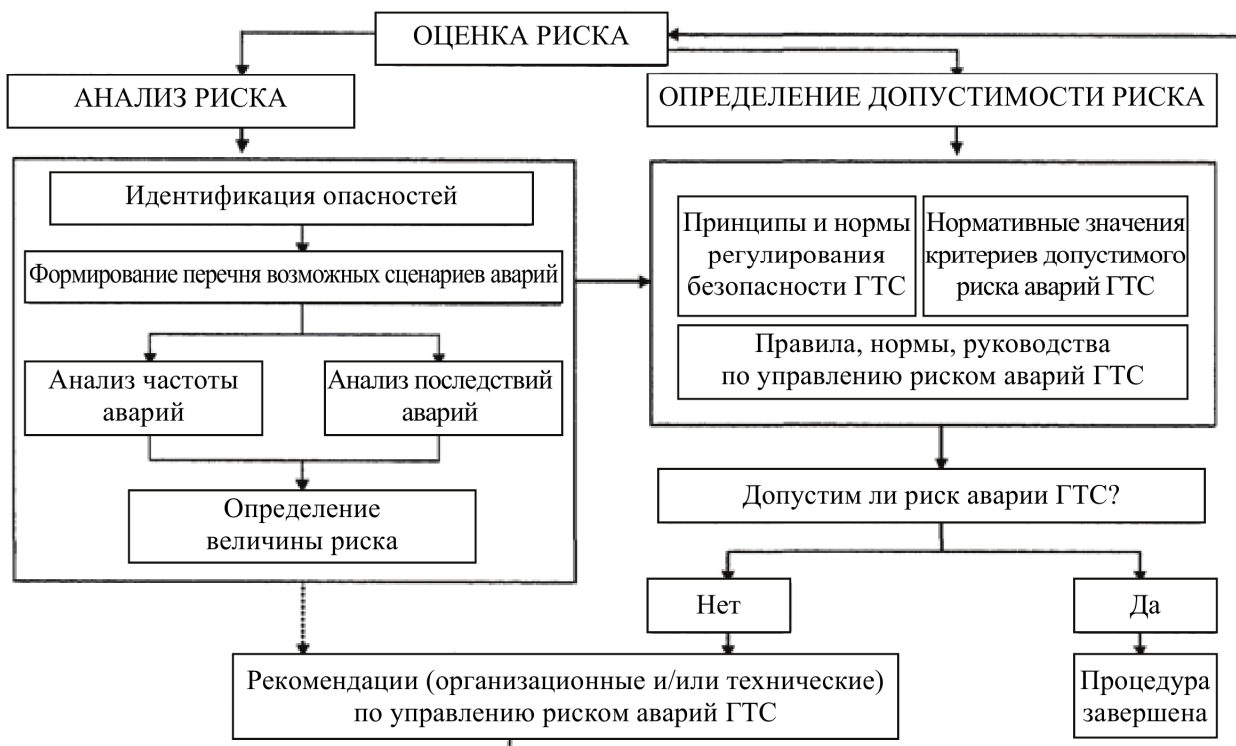 ОЦЕНКА РИСКА
АНАЛИЗ РИСКА
ОПРЕДЕЛЕНИЕ ДОПУСТИМОСТИ РИСКА
Идентификация опасностей
Формирование перечня возможных сценариев аварий
Анализ частоты
аварий
Анализ последствий
аварий
Определение
величины риска
Принципы и нормы
регулирования
безопасности ГТС
Нормативные значения
критериев допустимого
риска аварий ГТС
Правила, нормы, руководства
по управлению риском аварий ГТС
Допустим ли риск аварии ГТС?
Нет
Да
Рекомендации (организационные и/или технические)
по управлению риском аварий ГТС
Процедура
завершена